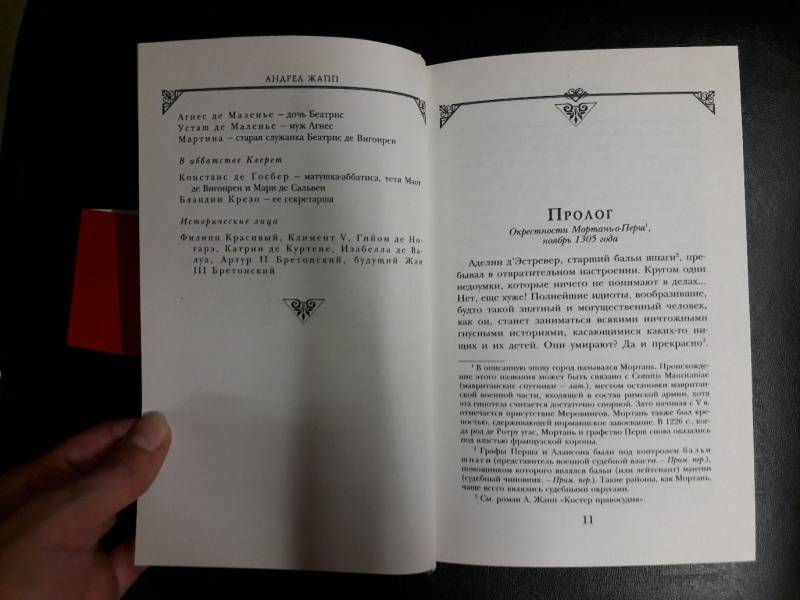 АНДРЕА ЖАПП
Агнес де Маленье — дочь Беатрис
Усташ де Маленье — муж Агнес
Мартина — старая служанка Беатрис де Вигонрен
В аббатстве Клерет
Констанс де Госбер — матушка-аббатиса, тетя Маот
де Вигонрен и Мари де Сальвен
Бландин Крезо — ее секретарша
Исторические лица
Филипп Красивый, Климент V, Гийом де Но-
гарэ, Катрин де Куртене, Изабелла де Ва-
луа, Артур II Бретонский, будущий Жан
III Бретонский
ПРОЛОГ
Окрестности Мортань-о-Перш¹,
ноябрь 1305 года
Аделин д’Эстревер, старший бальи шпаги², пре-
бывал в отвратительном настроении. Кругом одни
недоумки, которые ничего не понимают в делах...
Нет, еще хуже! Полнейшие идиоты, вообразившие,
будто такой знатный и могущественный человек,
как он, станет заниматься всякими ничтожными
гнусными историями, касающимися каких-то ни-
щих и их детей. Они умирают? Да и прекрасно³.
¹ В описанную эпоху город назывался Мортань. Происхожде-
ние этого названия может быть связано с Comitis Mauritaniae
(мавританские спутники — лат.), местом остановки мавритан-
ской военной части, входящей в состав римской армии, хотя
эта гипотеза считается достаточно спорной. Зато начиная с V в.
отмечается присутствие Меровингов. Мортань также был кре-
постью, сдерживающей норманнское завоевание. В 1226 г., ког-
да род де Ротру угас, Мортань и графство Перш снова оказались
под властью французской короны.
² Графы Перша и Алансона были под контролем бальи
шпаги (представитель военной судебной власти. — Прим. пер.),
помощником которого являлся бальи (или лейтенант) мантии
(судебный чиновник. — Прим. пер.). Такие районы, как Мортань,
чаще всего являлись судебными округами.
³ См. роман А. Жапп «Костер правосудия».
11